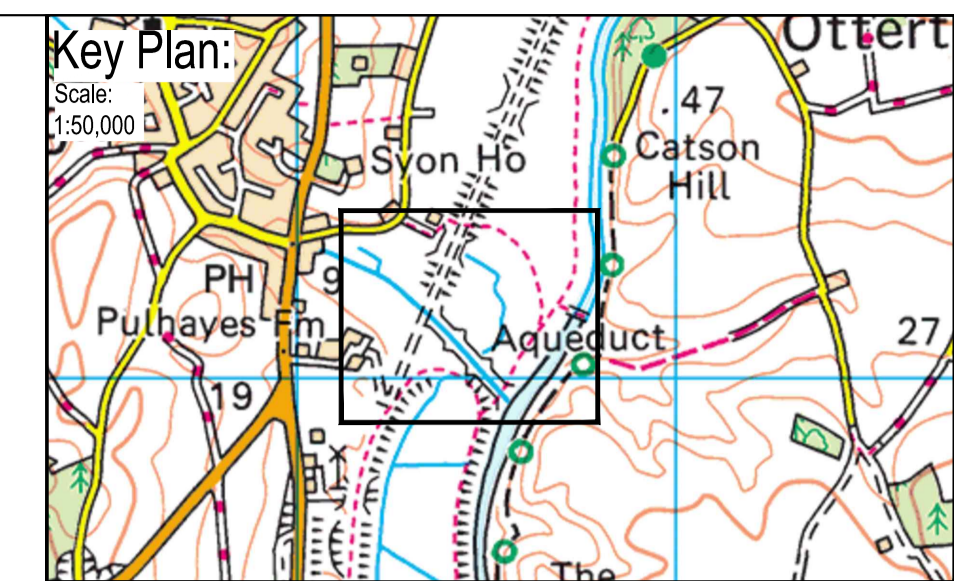 Key Plan:
Scale:
1:50,000
Ottert
.47
Syon Ho
Catson
Hill
PH
9
Pulhayes Fm
Aqueduct
27
19
The